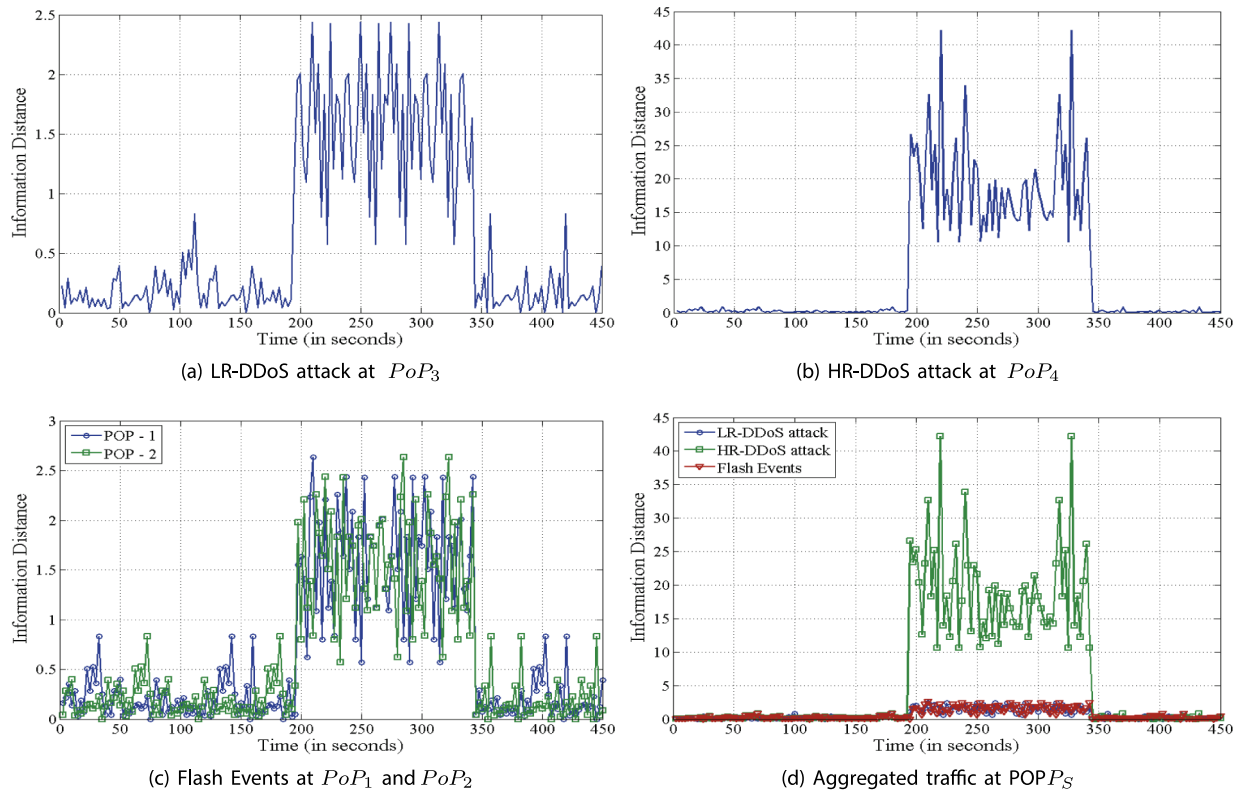 2.5
2
1.5
1
0.5
0
Information Distance
0 50 100 150 200 250 300 350 400 450
Time (in seconds)
(a) LR-DDoS attack at PoP3
45
40
35
30
25
20
15
10
5
0
Information Distance
0 50 100 150 200 250 300 350 400 450
Time (in seconds)
(b) HR-DDoS attack at PoP4
3
2.5
2
1.5
1
0.5
0
Information Distance
POP - 1
POP - 2
0 50 100 150 200 250 300 350 400 450
Time (in seconds)
(c) Flash Events at PoP1 and PoP2
45
40
35
30
25
20
15
10
5
0
Information Distance
LR-DDoS attack
HR-DDoS attack
Flash Events
0 50 100 150 200 250 300 350 400 450
Time (in seconds)
(d) Aggregated traffic at POPPS